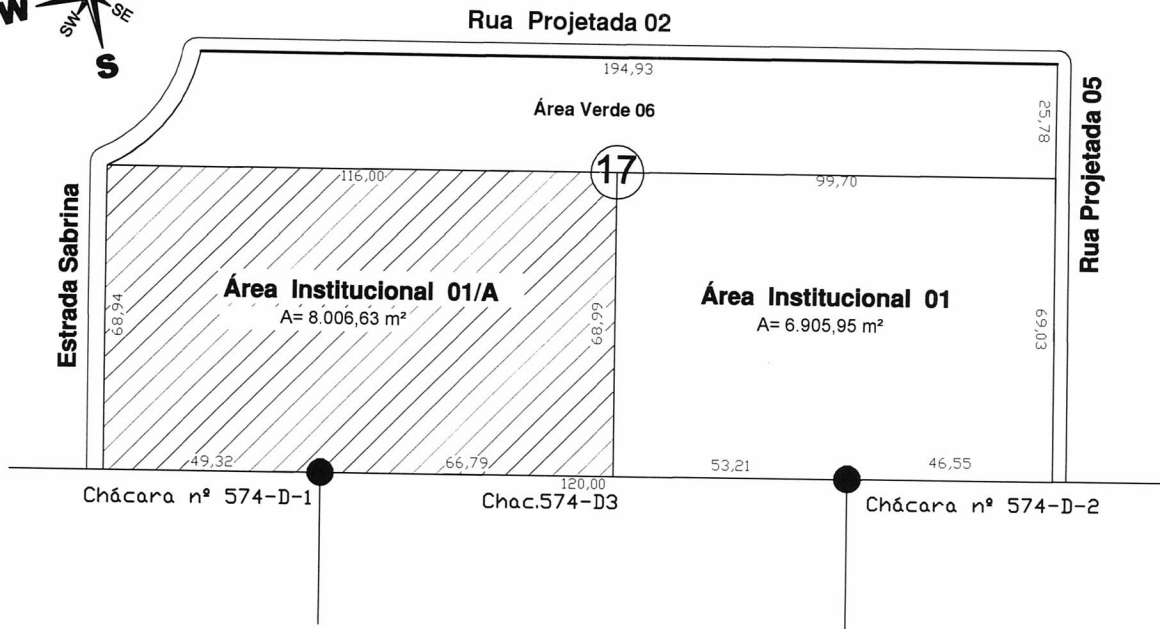 W
SW
SE
S
Rua Projetada 02
194,93
Área Verde 06
25,78
Rua Projetada 05
17
116,00
99,70
Estrada Sabrina
68,94
Área Institucional 01/A
A= 8.006,63 m²
66,89
Área Institucional 01
A= 6.905,95 m²
69,03
49,32
66,79
53,21
46,55
120,00
Chácara nº 574-D-1
Chac.574-D3
Chácara nº 574-D-2